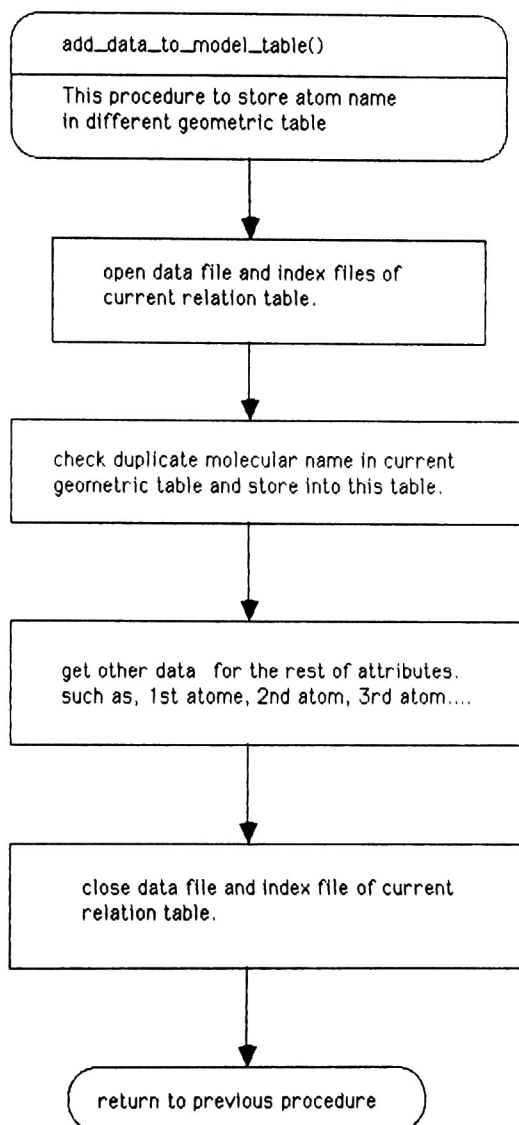 add_data_to_model_table()
This procedure to store atom name
in different geometric table
open data file and index files of
current relation table.
check duplicate molecular name in current
geometric table and store into this table.
get other data for the rest of attributes.
such as, 1st atome, 2nd atom, 3rd atom....
close data file and index file of current
relation table.
return to previous procedure